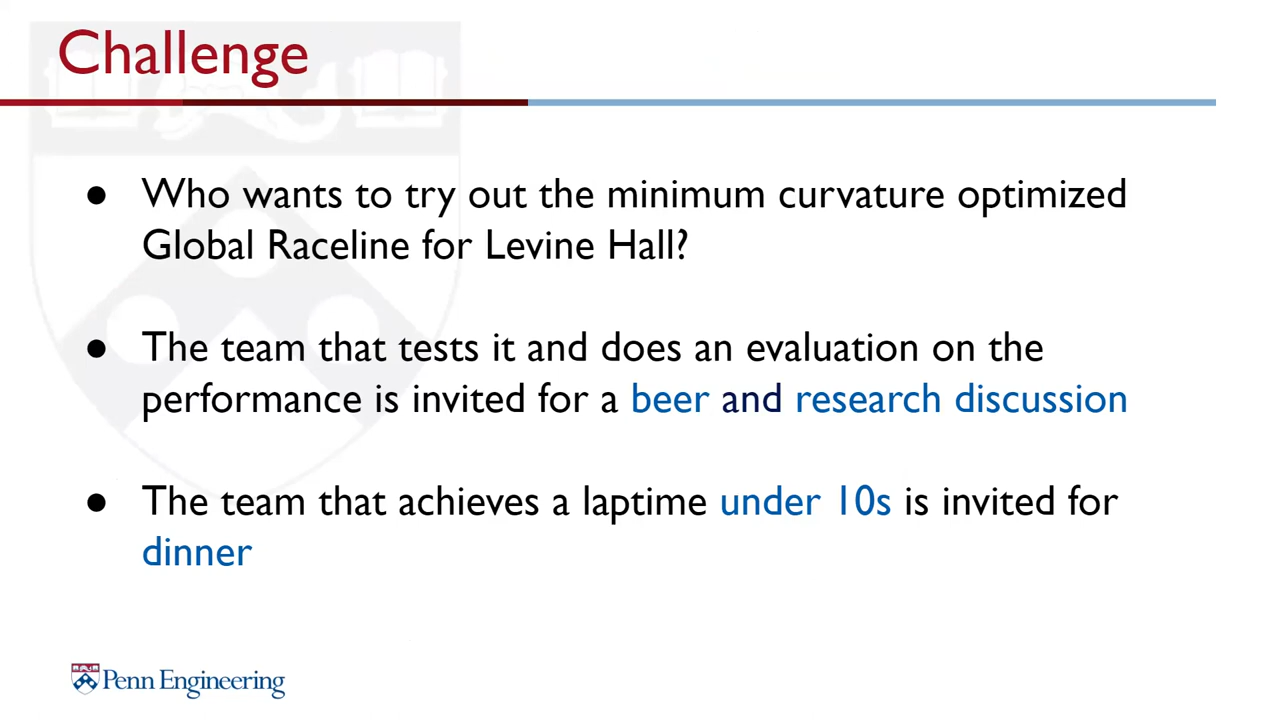 Challenge
● Who wants to try out the minimum curvature optimized
Global Raceline for Levine Hall?
● The team that tests it and does an evaluation on the
performance is invited for a beer and research discussion
● The team that achieves a laptime under 10s is invited for
dinner
Penn Engineering